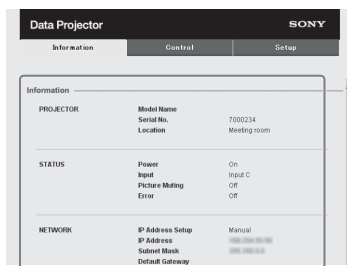 Data Projector SONY
Information Control Setup
Information
PROJECTOR Model Name
Serial No. 7000234
Location Meeting room
STATUS Power On
Input Input C
Picture Muting Off
Error Off
NETWORK IP Address Setup Manual
IP Address
Subnet Mask
Default Gateway